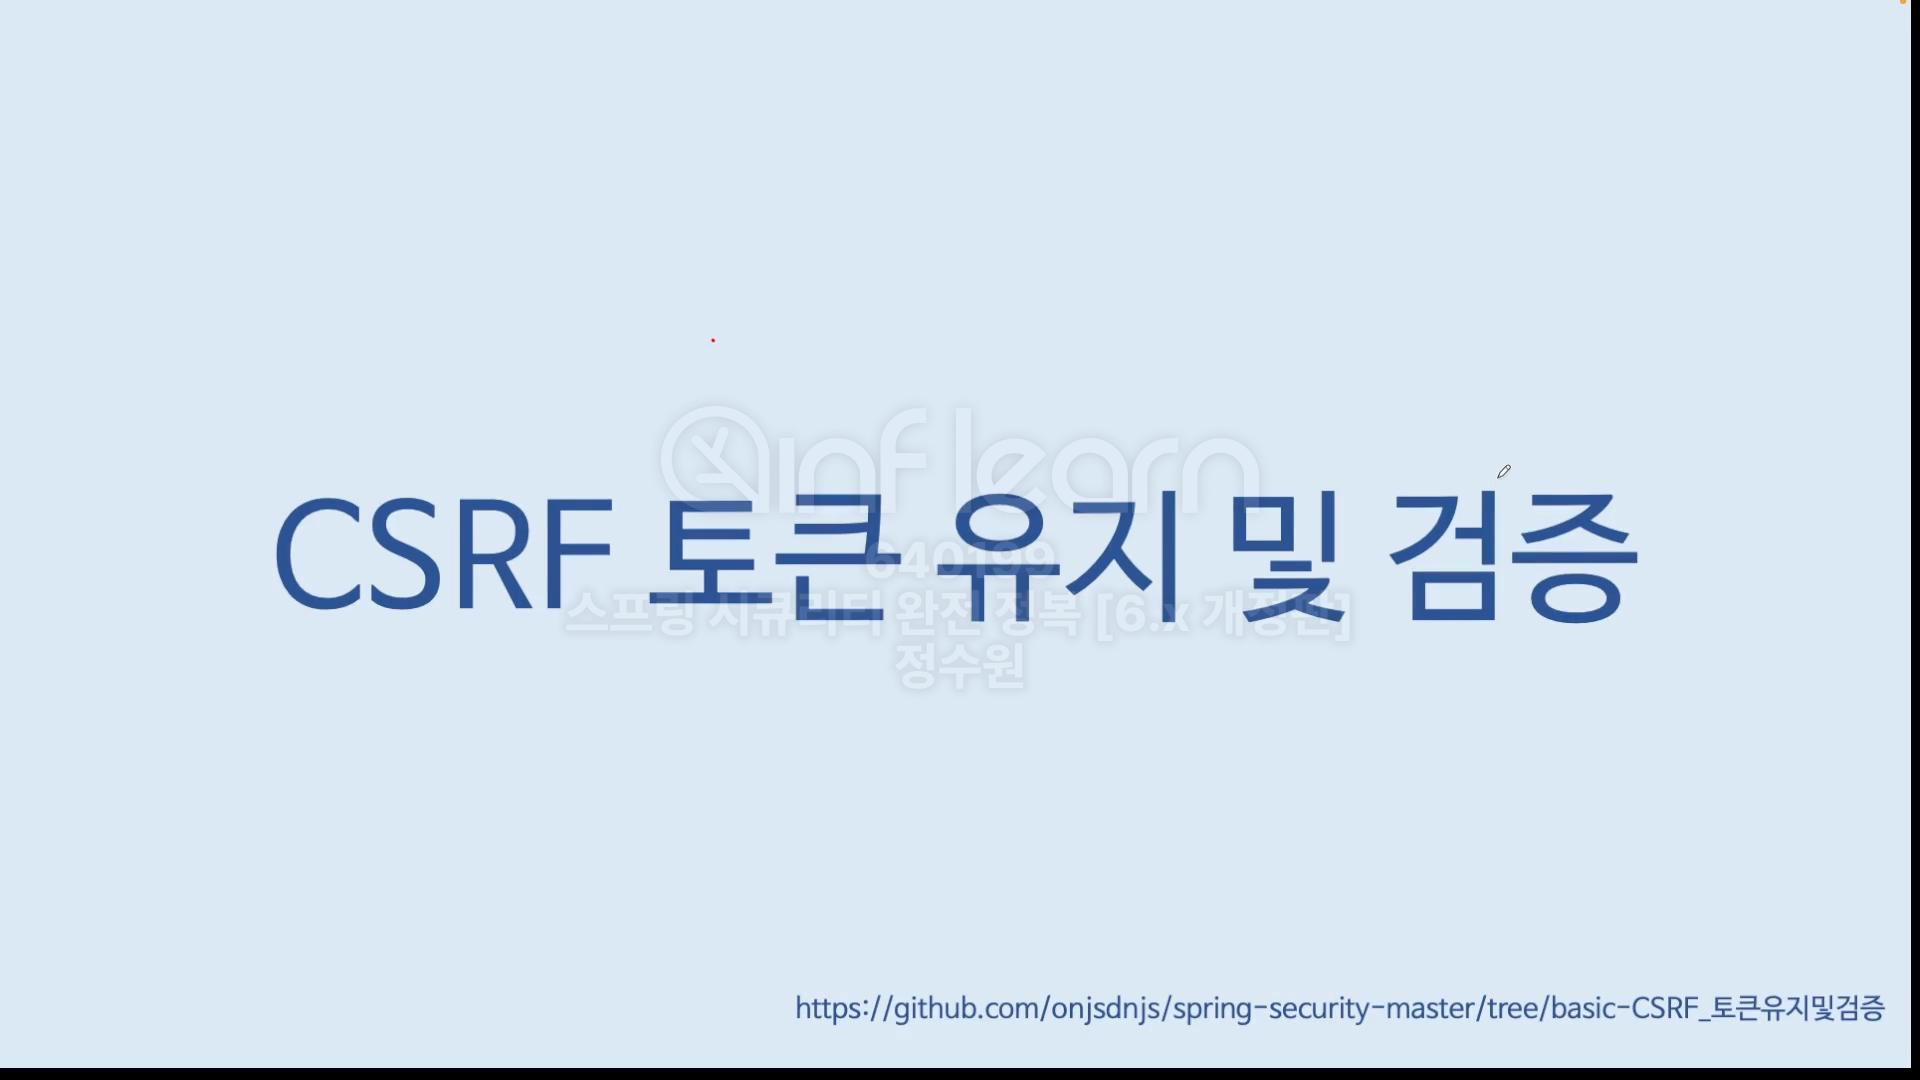 inflearn
CSRF 토큰 유지 및 검증
640199
스프링 시큐리티 완전 정복 [6.x 개정판]
정수원
https://github.com/onjsdnjs/spring-security-master/tree/basic-CSRF_토큰유지및검증